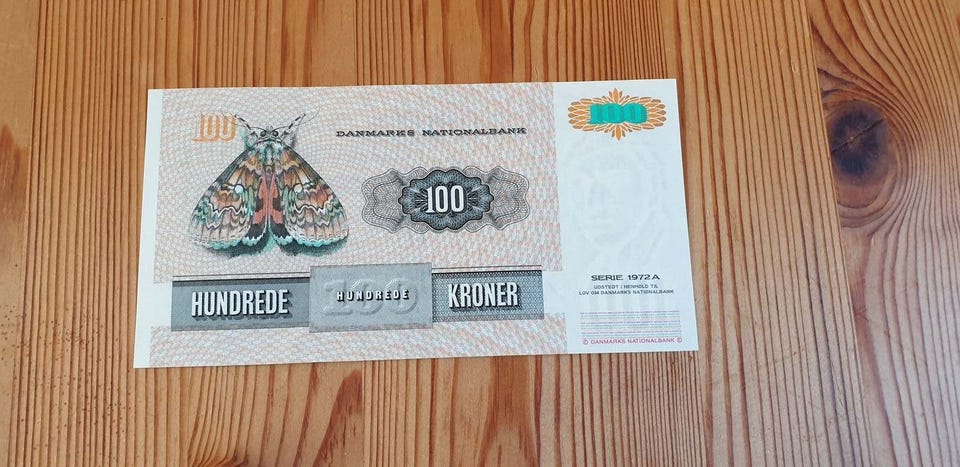 100
DANMARKS NATIONALBANK
100
100
HUNDREDE
HUNDREDE
100
KRONER
SERIE 1972 A
UDSTEDT I HENHOLD TIL
LOV OM DANMARKS NATIONALBANK
© DANMARKS NATIONALBANK ©